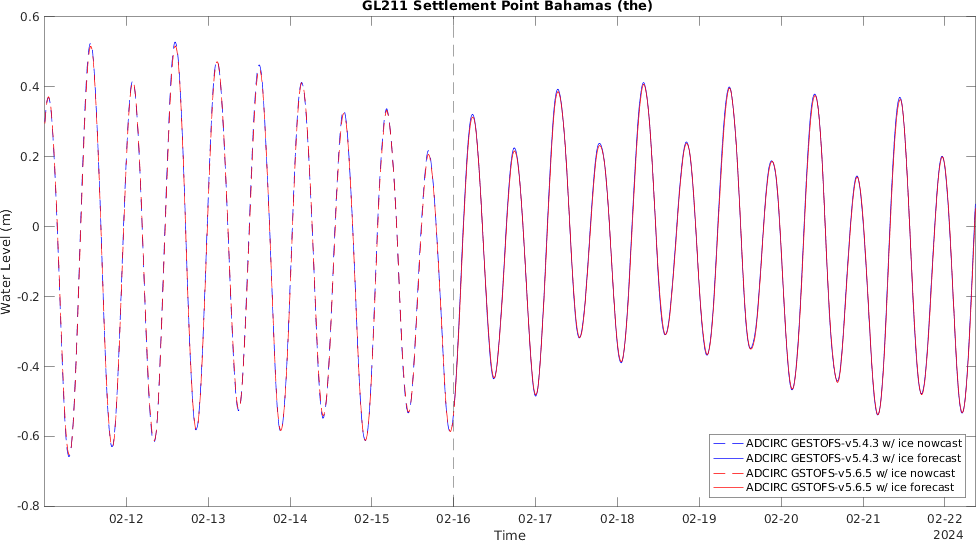 GL211 Settlement Point Bahamas (the)
0.6
0.4
0.2
0
-0.2
-0.4
-0.6
-0.8
Water Level (m)
ADCIRC GESTOFS-v5.4.3 w/ ice nowcast
ADCIRC GESTOFS-v5.4.3 w/ ice forecast
ADCIRC GSTOFS-v5.6.5 w/ ice nowcast
ADCIRC GSTOFS-v5.6.5 w/ ice forecast
02-12 02-13 02-14 02-15 02-16 02-17 02-18 02-19 02-20 02-21 02-22
Time
2024